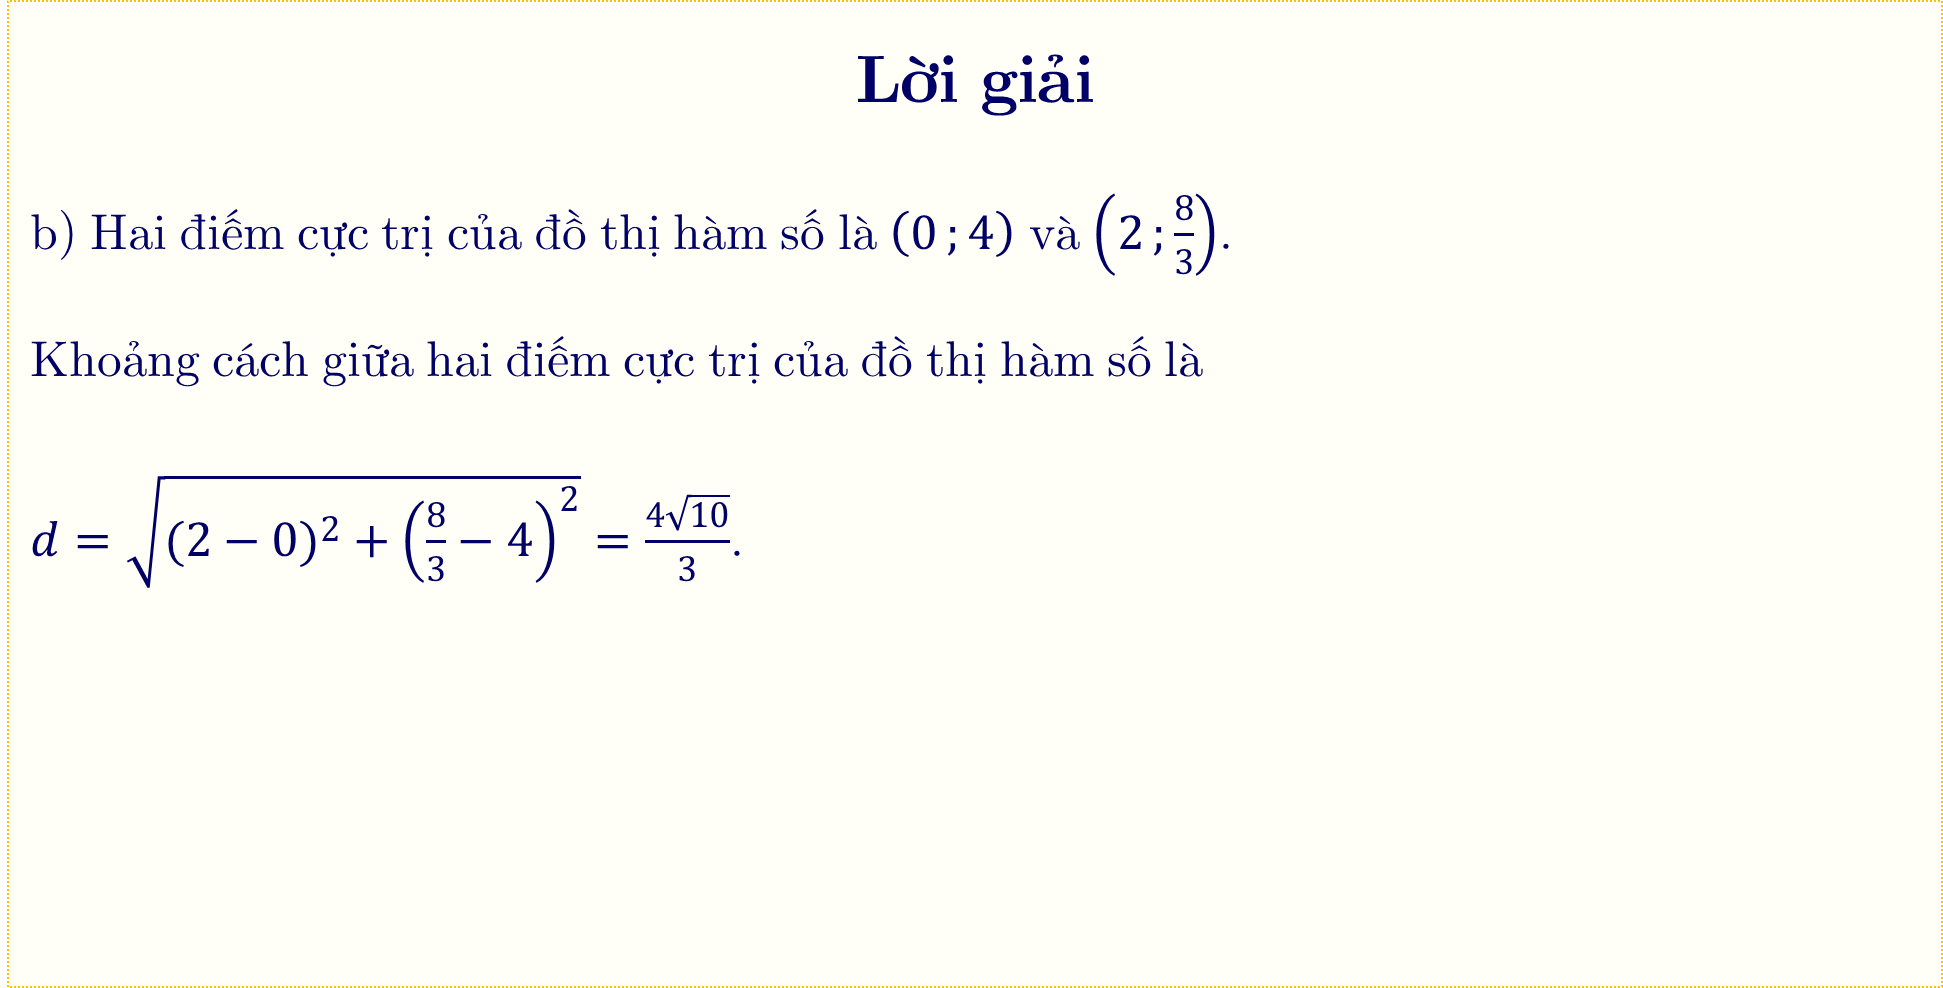 Lời giải
b) Hai điếm cực trị của đồ thị hàm số là (0 ; 4) và (2 ; 8/3).
Khoảng cách giữa hai điếm cực trị của đồ thị hàm số là
d = √((2 − 0)² + (8/3 − 4)²) = 4√10/3.